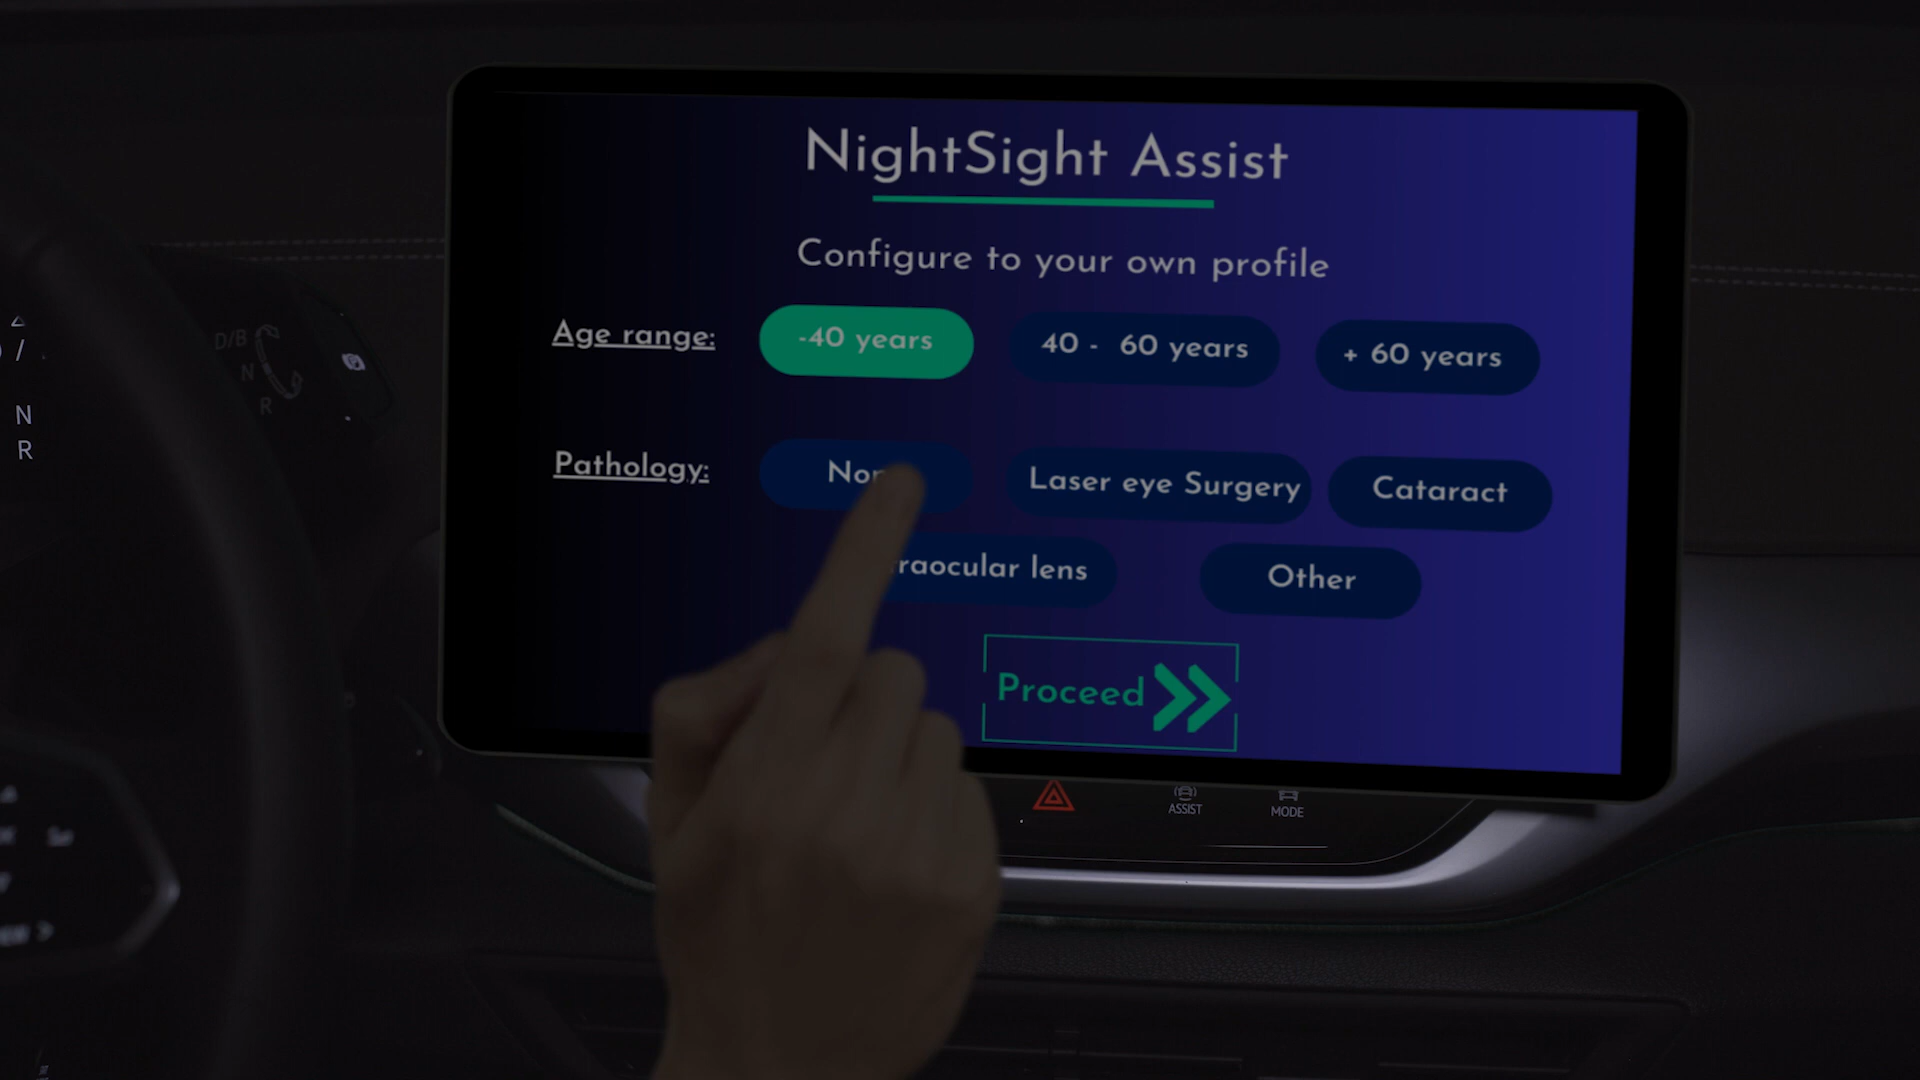 NightSight Assist
Configure to your own profile
Age range: -40 years 40 - 60 years + 60 years
Pathology: Laser eye Surgery Cataract
Other lens
Proceed
D/B
N
R
N
R
ASSIST MODE